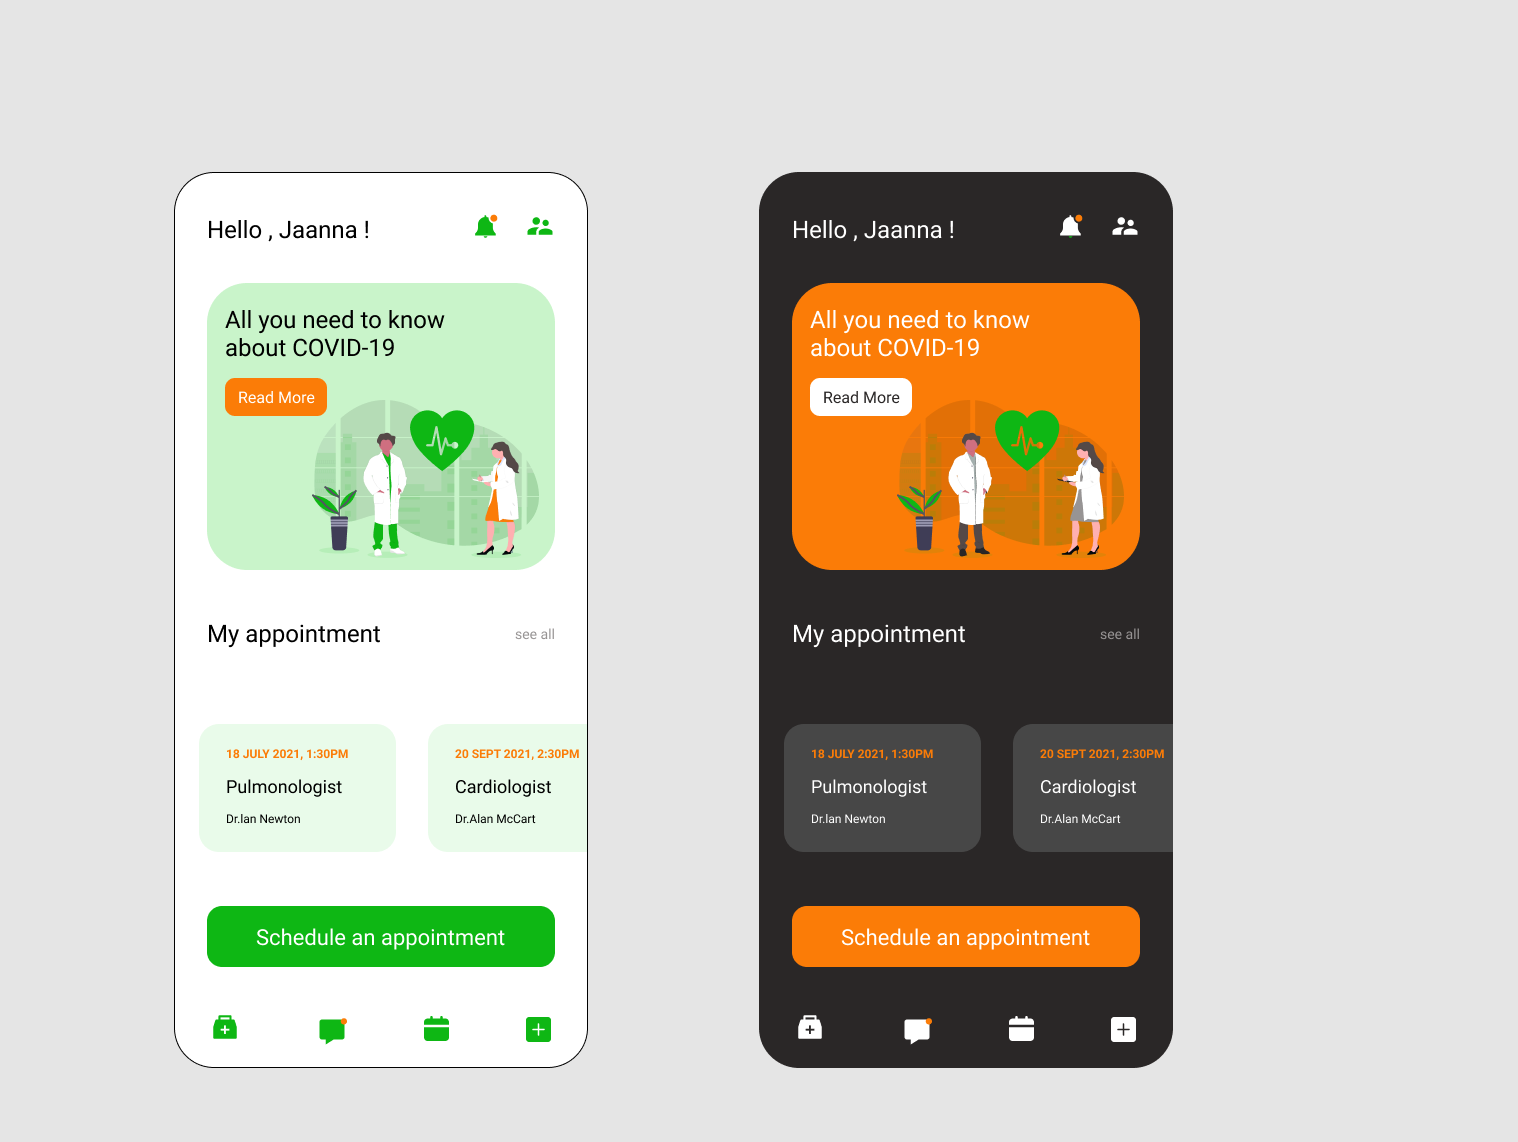 Hello , Jaanna !
All you need to know
about COVID-19
Read More
My appointment
see all
18 JULY 2021, 1:30PM
Pulmonologist
Dr.Ian Newton
20 SEPT 2021, 2:30PM
Cardiologist
Dr.Alan McCart
Schedule an appointment
Hello , Jaanna !
All you need to know
about COVID-19
Read More
My appointment
see all
18 JULY 2021, 1:30PM
Pulmonologist
Dr.Ian Newton
20 SEPT 2021, 2:30PM
Cardiologist
Dr.Alan McCart
Schedule an appointment